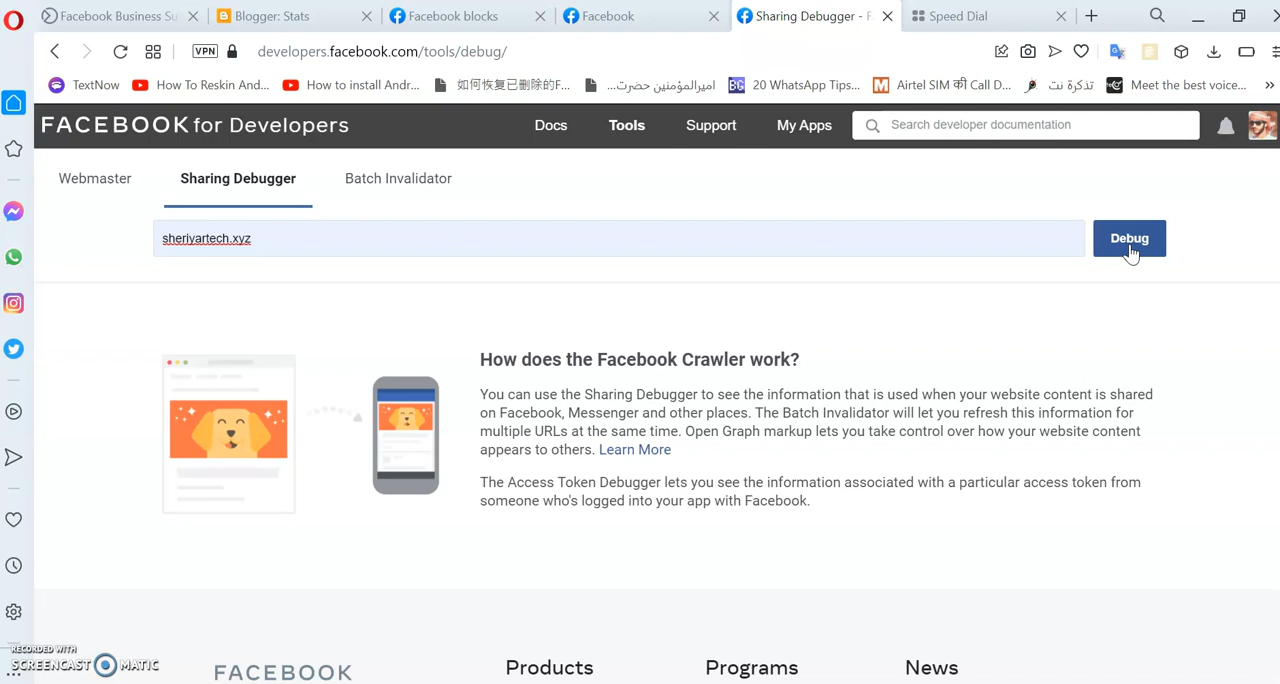 Facebook Business Su
Blogger: Stats
Facebook blocks
Facebook
Sharing Debugger - F
Speed Dial
VPN
developers.facebook.com/tools/debug/
TextNow
How To Reskin And...
How to install Andr...
如何恢复已删除的F...
امیرالمؤمنین حضرت...
20 WhatsApp Tips...
Airtel SIM की Call D...
تذكرة نت
Meet the best voice...
FACEBOOK for Developers
Docs
Tools
Support
My Apps
Search developer documentation
Webmaster
Sharing Debugger
Batch Invalidator
sheriyartech.xyz
Debug
How does the Facebook Crawler work?
You can use the Sharing Debugger to see the information that is used when your website content is shared
on Facebook, Messenger and other places. The Batch Invalidator will let you refresh this information for
multiple URLs at the same time. Open Graph markup lets you take control over how your website content
appears to others. Learn More
The Access Token Debugger lets you see the information associated with a particular access token from
someone who's logged into your app with Facebook.
RECORDED WITH
SCREENCAST MATIC
FACEBOOK
Products
Programs
News